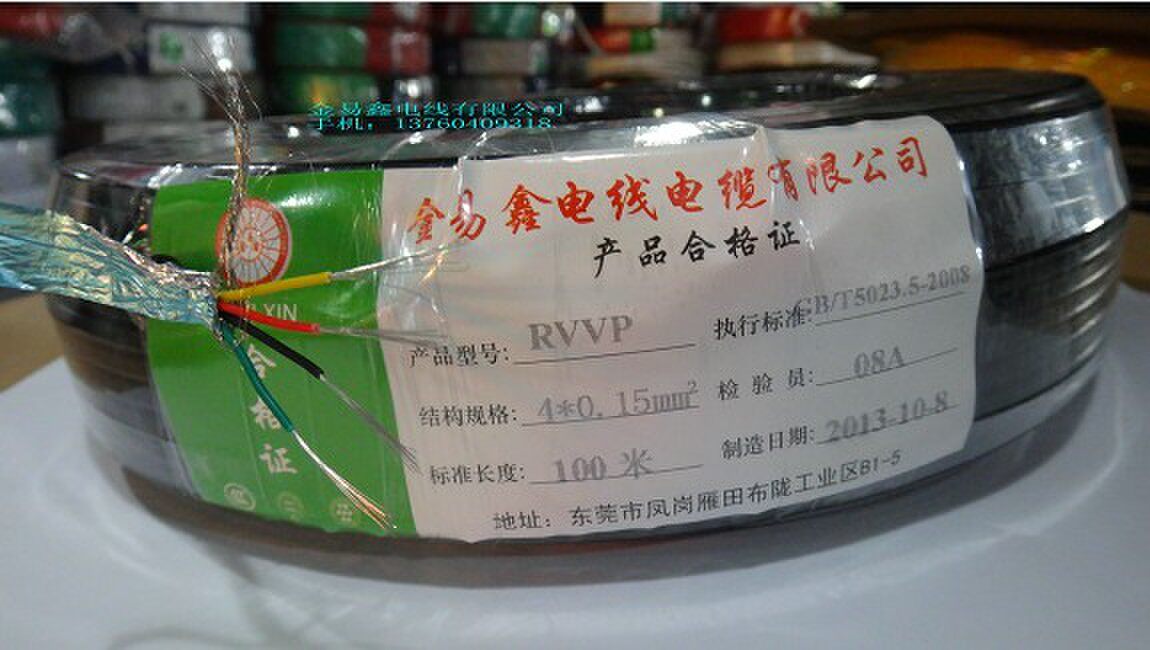 金易鑫电线有限公司
手机：13760409318
金易鑫电线电缆有限公司
产品合格证
XIN
合格证
产品型号: RVVP
执行标准: GB/T5023.5-2008
结构规格: 4*0.15mm²
检验员: 08A
标准长度: 100米
制造日期: 2013-10-8
地址：东莞市凤岗雁田布陇工业区B1-5